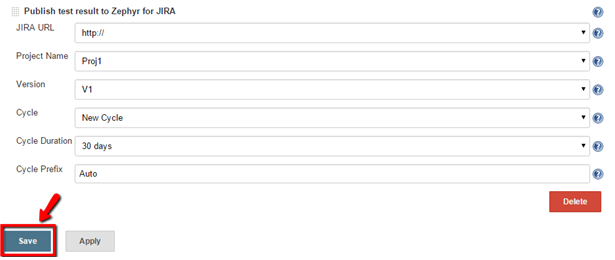 Publish test result to Zephyr for JIRA
JIRA URL http://
Project Name Proj1
Version V1
Cycle New Cycle
Cycle Duration 30 days
Cycle Prefix Auto
Delete
Save Apply